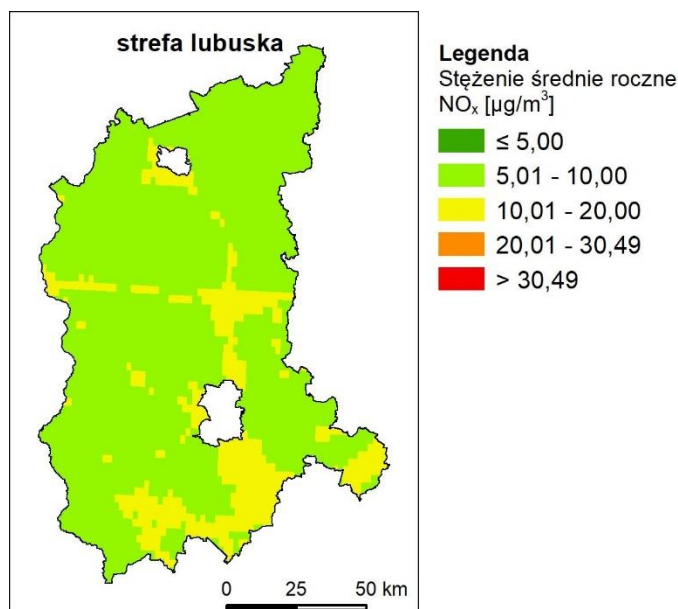 strefa lubuska
Legenda
Stężenie średnie roczne
NOₓ [µg/m³]
≤ 5,00
5,01 - 10,00
10,01 - 20,00
20,01 - 30,49
> 30,49
0 25 50 km